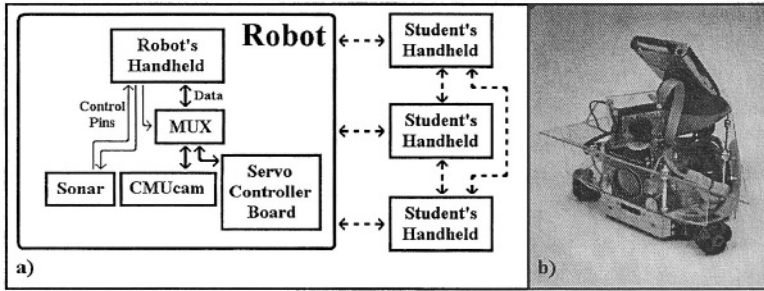 Robot
Robot's
Handheld
Control
Pins
Data
MUX
Sonar
CMUcam
Servo
Controller
Board
Student's
Handheld
Student's
Handheld
Student's
Handheld
a)
b)